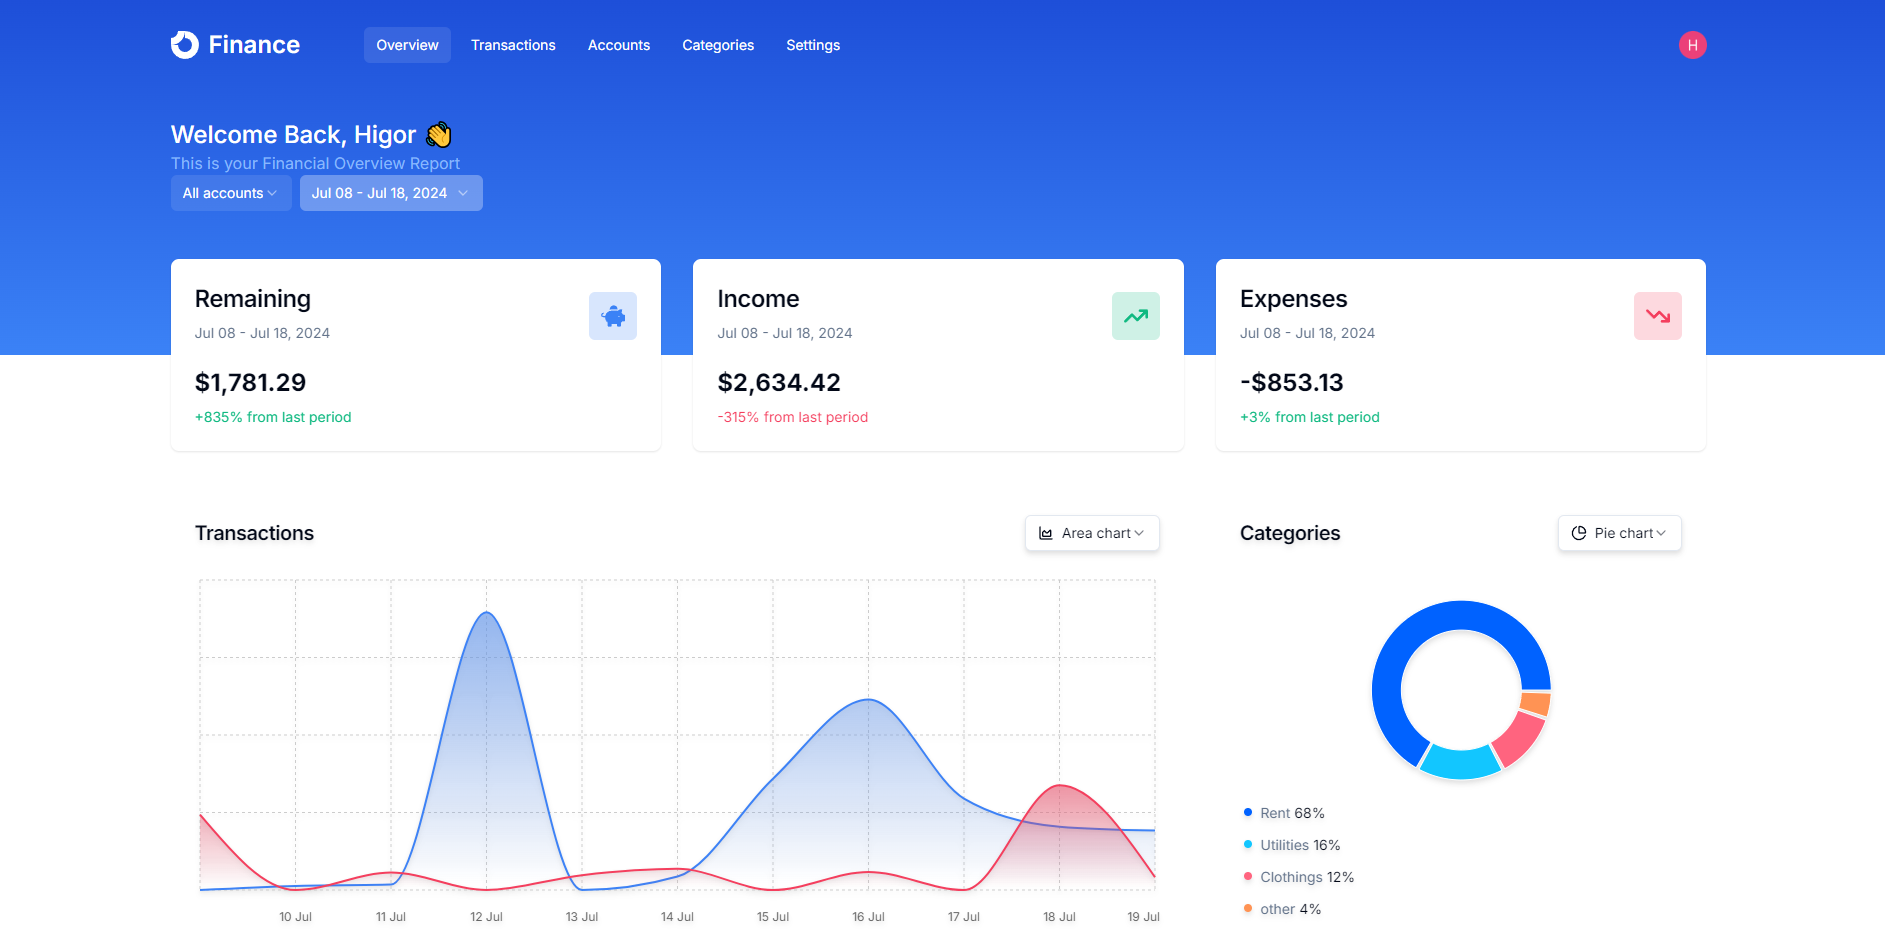 Finance
Overview
Transactions
Accounts
Categories
Settings
H
Welcome Back, Higor 👋
This is your Financial Overview Report
All accounts
Jul 08 - Jul 18, 2024
Remaining
Jul 08 - Jul 18, 2024
$1,781.29
+835% from last period
Income
Jul 08 - Jul 18, 2024
$2,634.42
-315% from last period
Expenses
Jul 08 - Jul 18, 2024
-$853.13
+3% from last period
Transactions
Area chart
10 Jul
11 Jul
12 Jul
13 Jul
14 Jul
15 Jul
16 Jul
17 Jul
18 Jul
19 Jul
Categories
Pie chart
Rent 68%
Utilities 16%
Clothings 12%
other 4%